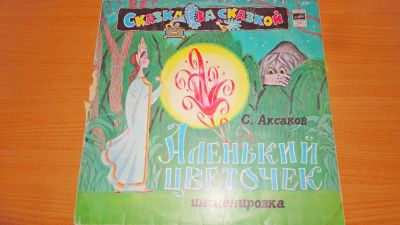 Сказка за сказкой
С. Аксаков
Аленький
цветочек
инсценировка